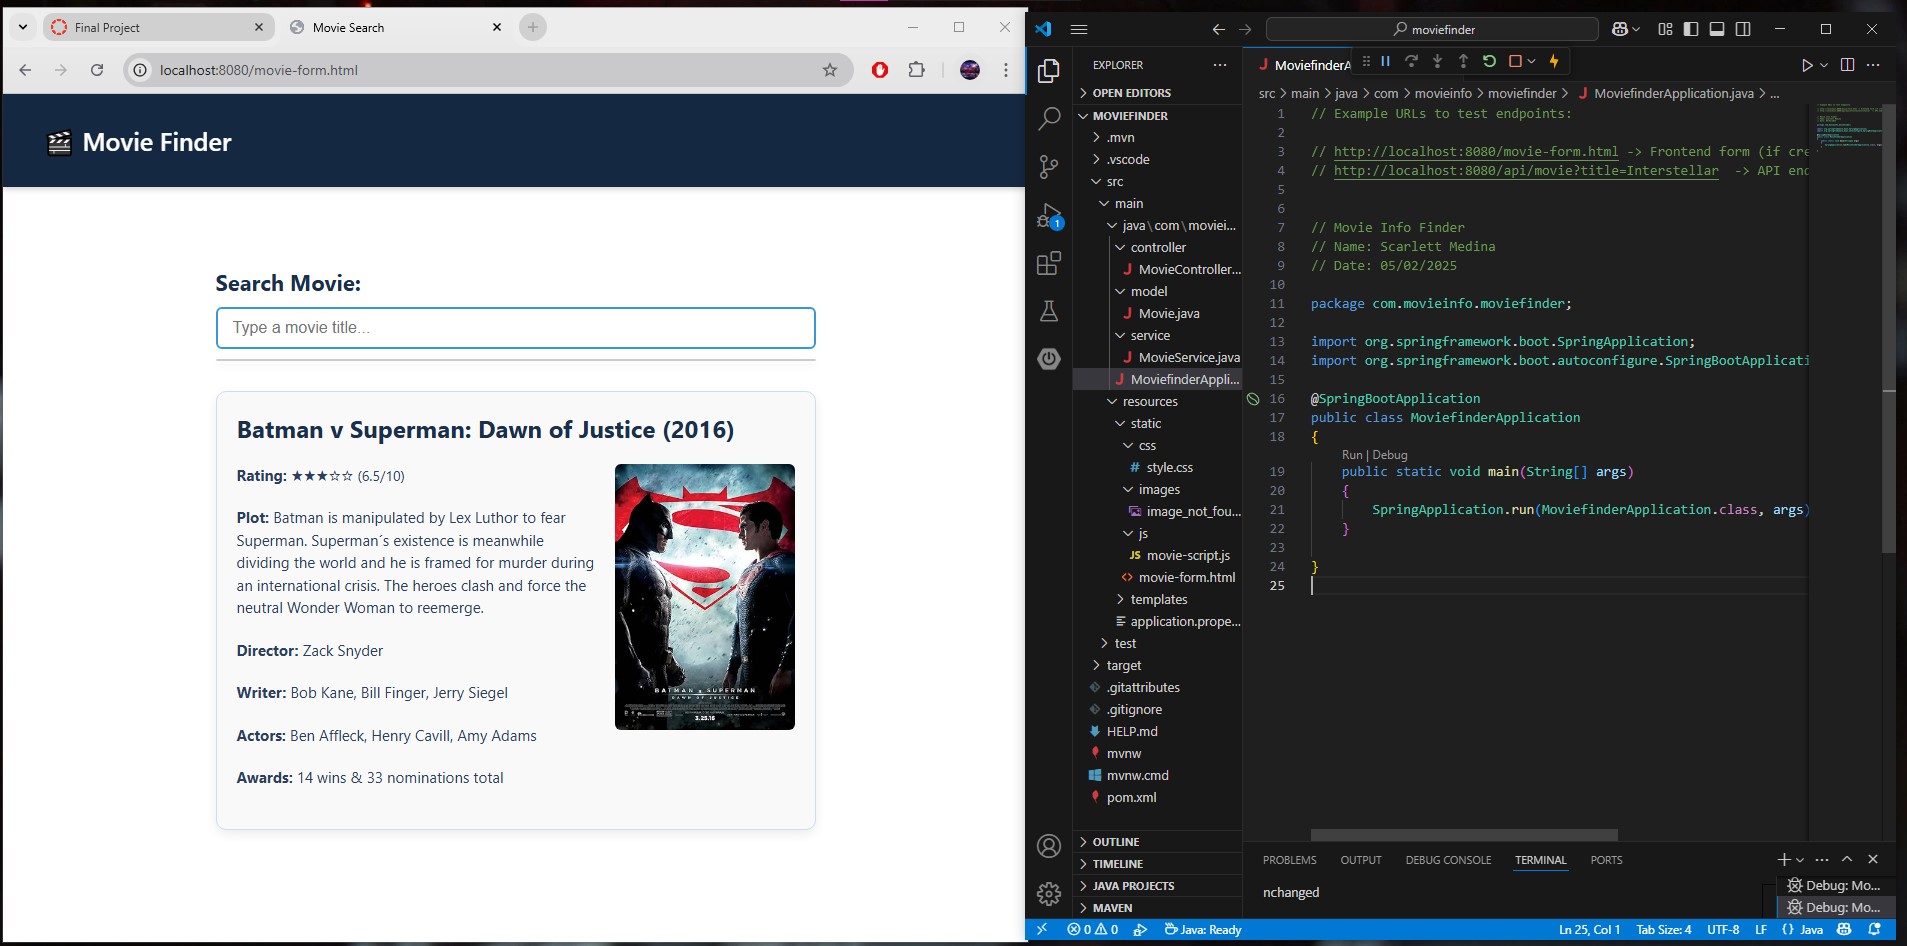 Final Project
Movie Search
localhost:8080/movie-form.html
Movie Finder
Search Movie:
Type a movie title...
Batman v Superman: Dawn of Justice (2016)
Rating: ★★★☆☆ (6.5/10)
Plot: Batman is manipulated by Lex Luthor to fear
Superman. Superman´s existence is meanwhile
dividing the world and he is framed for murder during
an international crisis. The heroes clash and force the
neutral Wonder Woman to reemerge.
Director: Zack Snyder
Writer: Bob Kane, Bill Finger, Jerry Siegel
Actors: Ben Affleck, Henry Cavill, Amy Adams
Awards: 14 wins & 33 nominations total
BATMAN v SUPERMAN
DAWN OF JUSTICE
3.25.16
moviefinder
EXPLORER
OPEN EDITORS
MOVIEFINDER
.mvn
.vscode
src
main
java\com\moviei...
controller
MovieController...
model
Movie.java
service
MovieService.java
MoviefinderAppli...
resources
static
css
# style.css
images
image_not_fou...
js
JS movie-script.js
<> movie-form.html
templates
application.prope...
test
target
.gitattributes
.gitignore
HELP.md
mvnw
mvnw.cmd
pom.xml
OUTLINE
TIMELINE
JAVA PROJECTS
MAVEN
1
J MoviefinderA
src > main > java > com > movieinfo > moviefinder > J MoviefinderApplication.java > ...
1 // Example URLs to test endpoints:
2
3 // http://localhost:8080/movie-form.html -> Frontend form (if cre
4 // http://localhost:8080/api/movie?title=Interstellar -> API end
5
6
7 // Movie Info Finder
8 // Name: Scarlett Medina
9 // Date: 05/02/2025
10
11 package com.movieinfo.moviefinder;
12
13 import org.springframework.boot.SpringApplication;
14 import org.springframework.boot.autoconfigure.SpringBootApplicati
15
16 @SpringBootApplication
17 public class MoviefinderApplication
18 {
Run | Debug
19 public static void main(String[] args)
20 {
21 SpringApplication.run(MoviefinderApplication.class, args)
22 }
23
24 }
25
PROBLEMS OUTPUT DEBUG CONSOLE TERMINAL PORTS
nchanged
Debug: Mo...
Debug: Mo...
0 0 Java: Ready Ln 25, Col 1 Tab Size: 4 UTF-8 LF {} Java